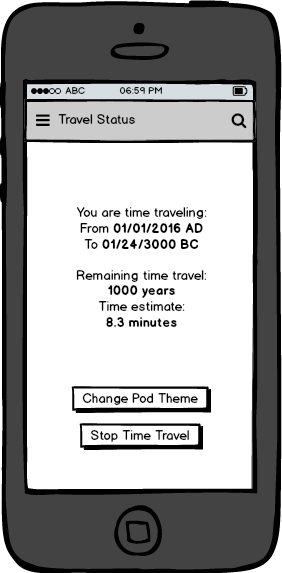 ABC 06:59 PM
Travel Status
You are time traveling:
From 01/01/2016 AD
To 01/24/3000 BC
Remaining time travel:
1000 years
Time estimate:
8.3 minutes
Change Pod Theme
Stop Time Travel